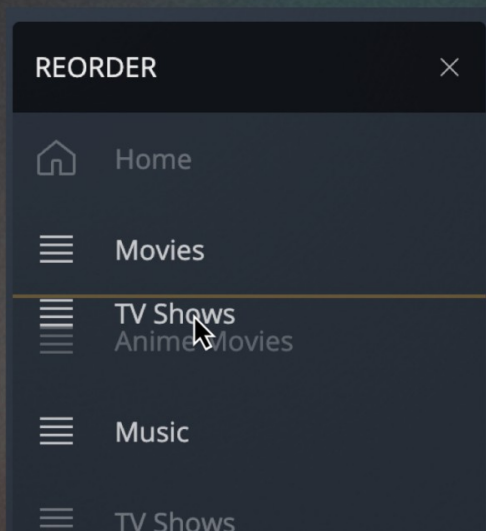 REORDER
Home
Movies
TV Shows
Anime Movies
Music
TV Shows